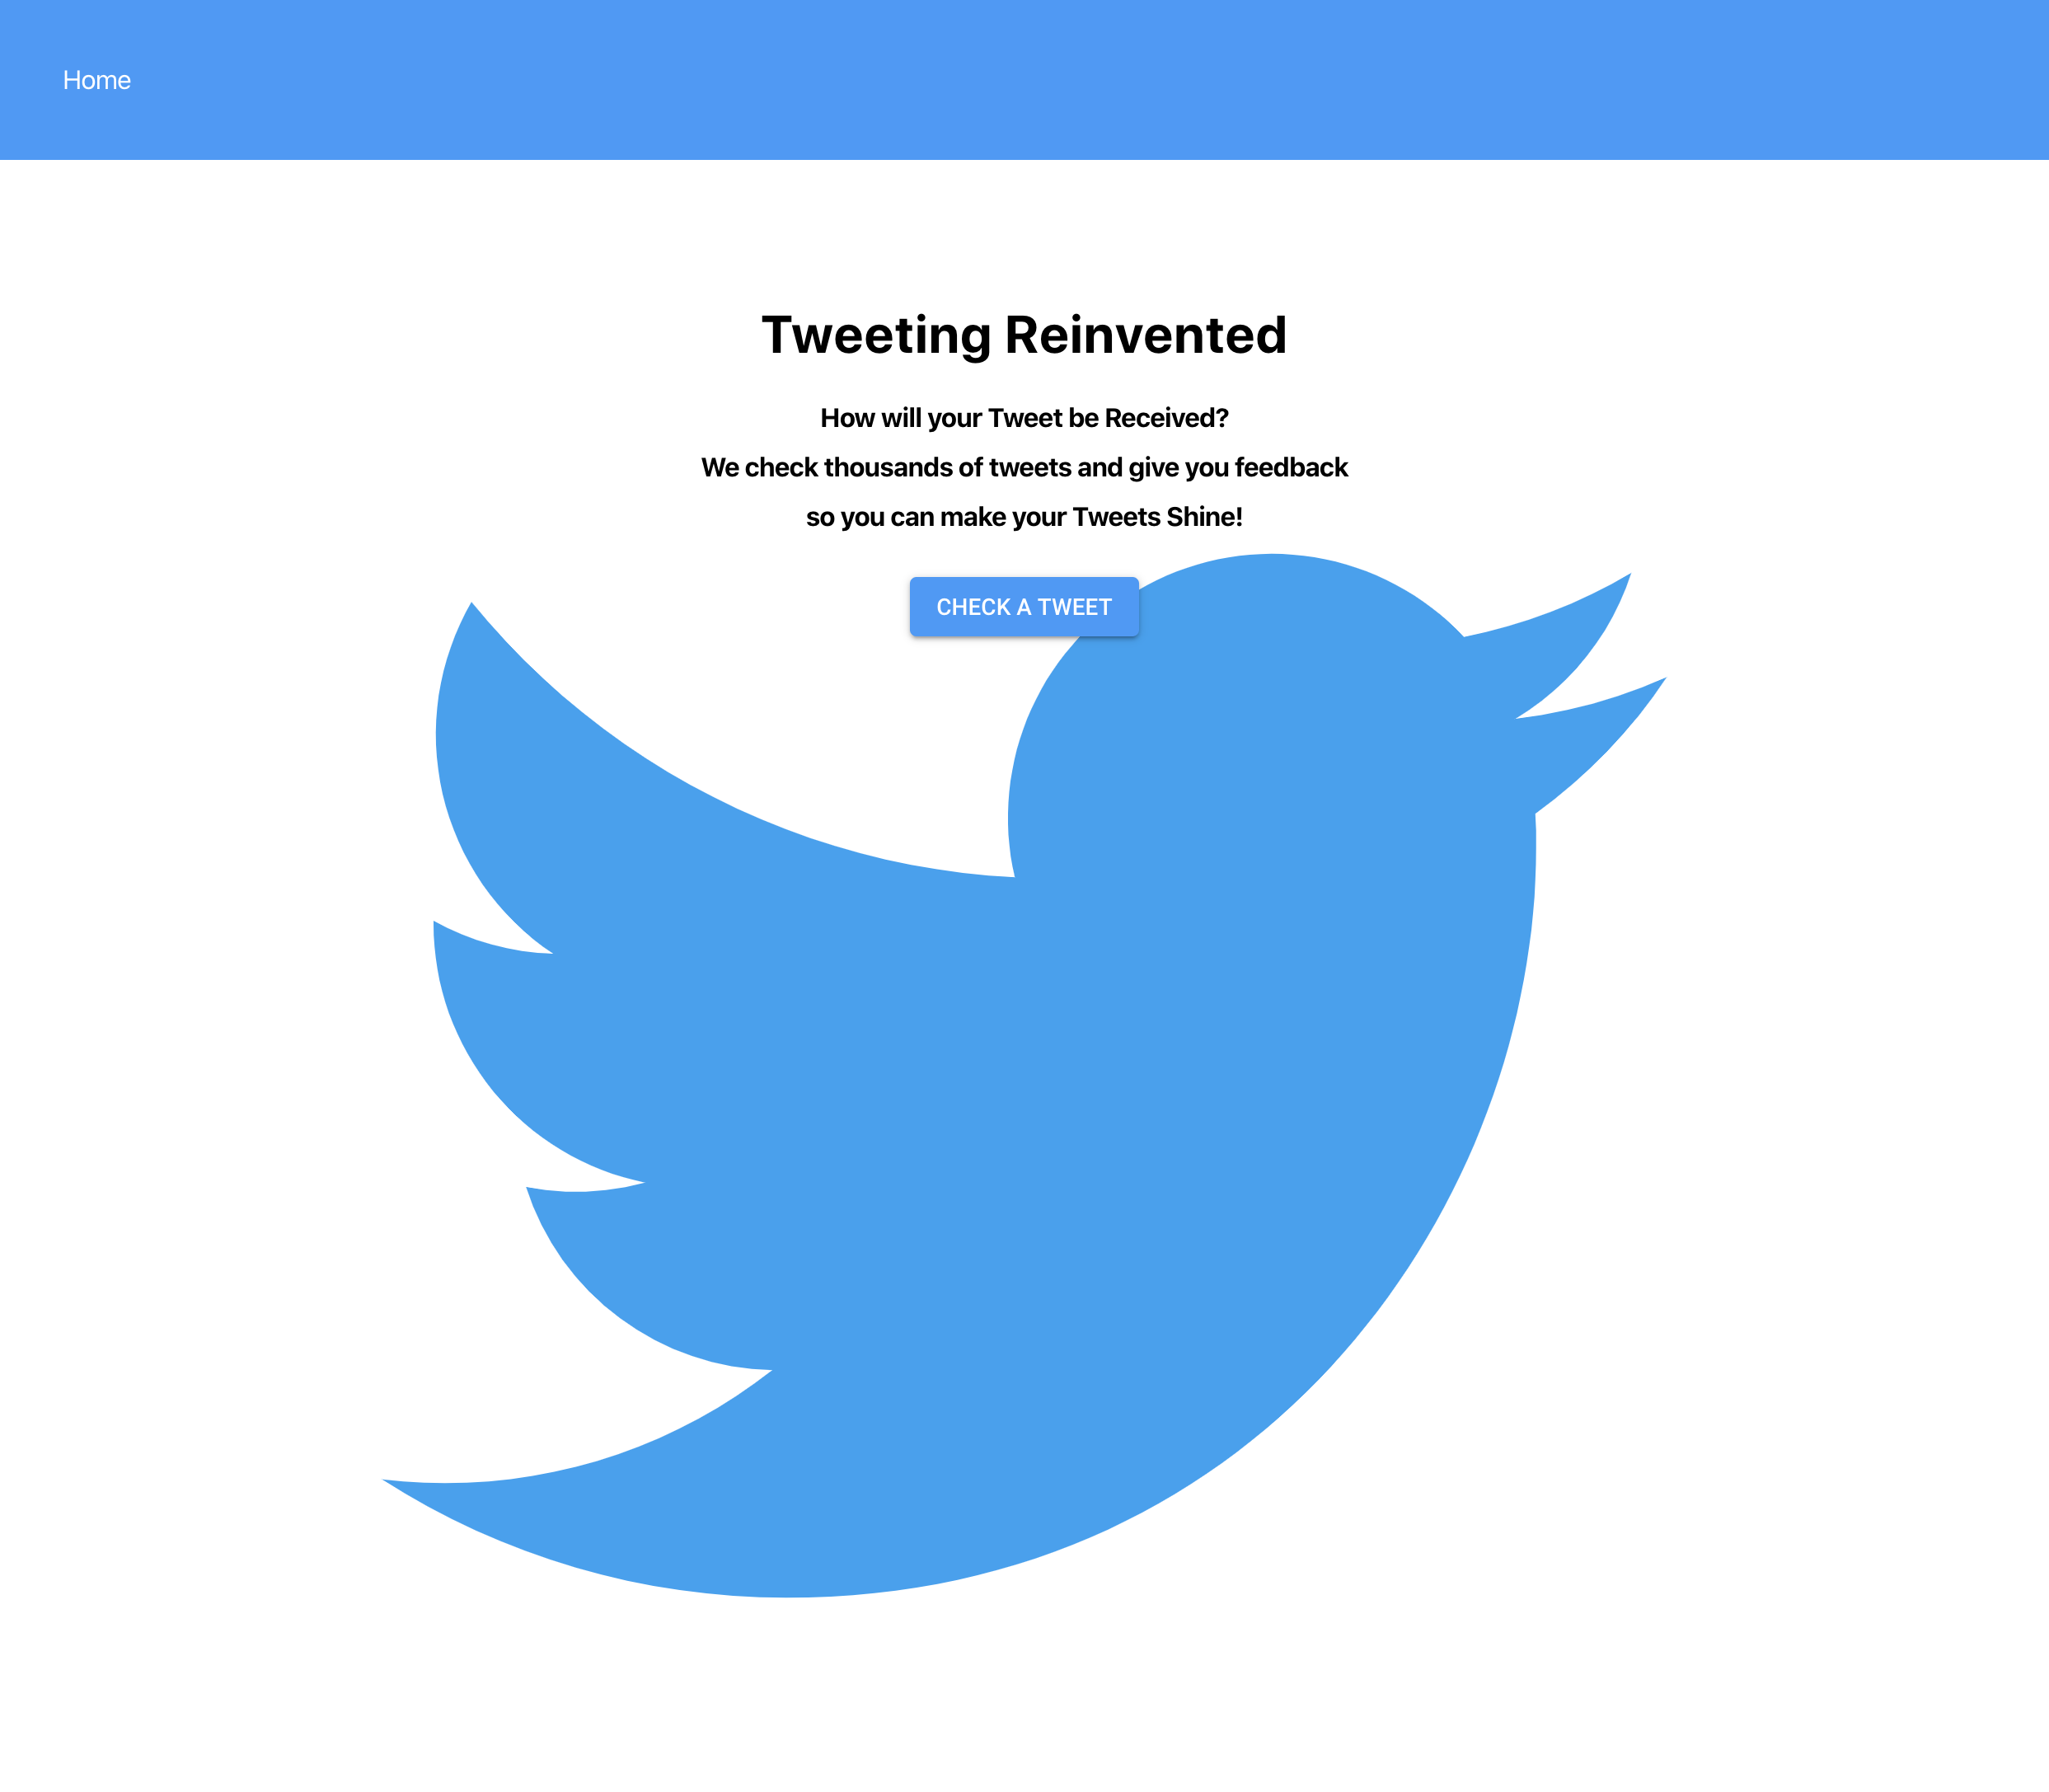 Home
Tweeting Reinvented
How will your Tweet be Received?
We check thousands of tweets and give you feedback
so you can make your Tweets Shine!
CHECK A TWEET